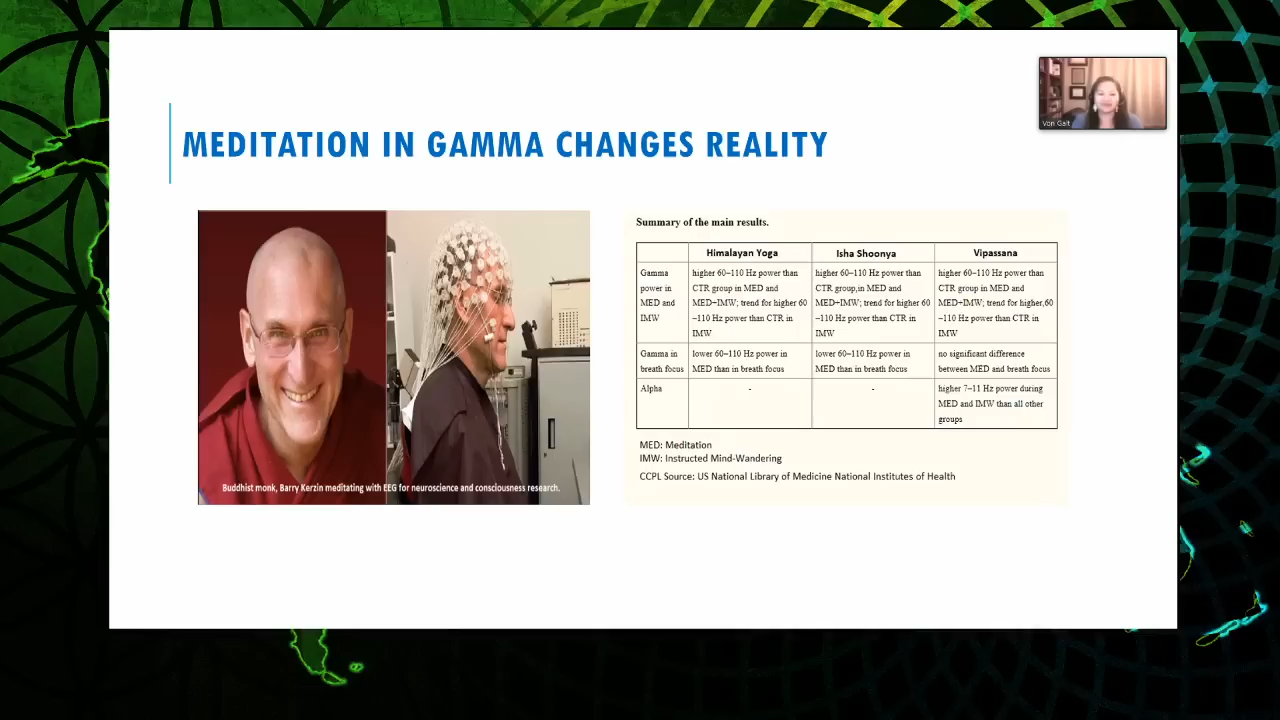 MEDITATION IN GAMMA CHANGES REALITY
Von Galt
Buddhist monk, Barry Kerzin meditating with EEG for neuroscience and consciousness research.
Summary of the main results.
Himalayan Yoga Isha Shoonya Vipassana
Gamma power in MED and IMW
higher 60–110 Hz power than CTR group in MED and MED+IMW; trend for higher 60 –110 Hz power than CTR in IMW
higher 60–110 Hz power than CTR group,in MED and MED+IMW; trend for higher 60 –110 Hz power than CTR in IMW
higher 60–110 Hz power than CTR group in MED and MED+IMW; trend for higher,60 –110 Hz power than CTR in IMW
Gamma in breath focus
lower 60–110 Hz power in MED than in breath focus
lower 60–110 Hz power in MED than in breath focus
no significant difference between MED and breath focus
Alpha
-
-
higher 7–11 Hz power during MED and IMW than all other groups
MED: Meditation
IMW: Instructed Mind-Wandering
CCPL Source: US National Library of Medicine National Institutes of Health